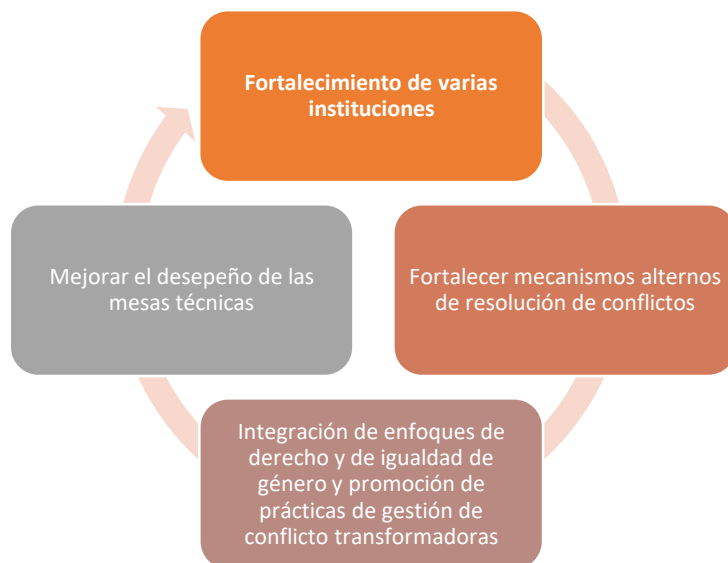 Fortalecimiento de varias
instituciones
Fortalecer mecanismos alternos
de resolución de conflictos
Integración de enfoques de
derecho y de igualdad de
género y promoción de
prácticas de gestión de
conflicto transformadoras
Mejorar el desepeño de las
mesas técnicas